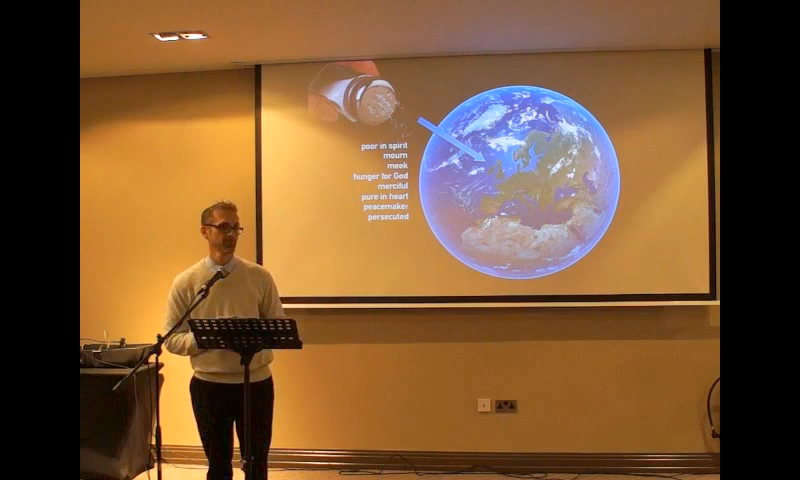 poor in spirit
mourn
meek
hunger for God
merciful
pure in heart
peacemaker
persecuted